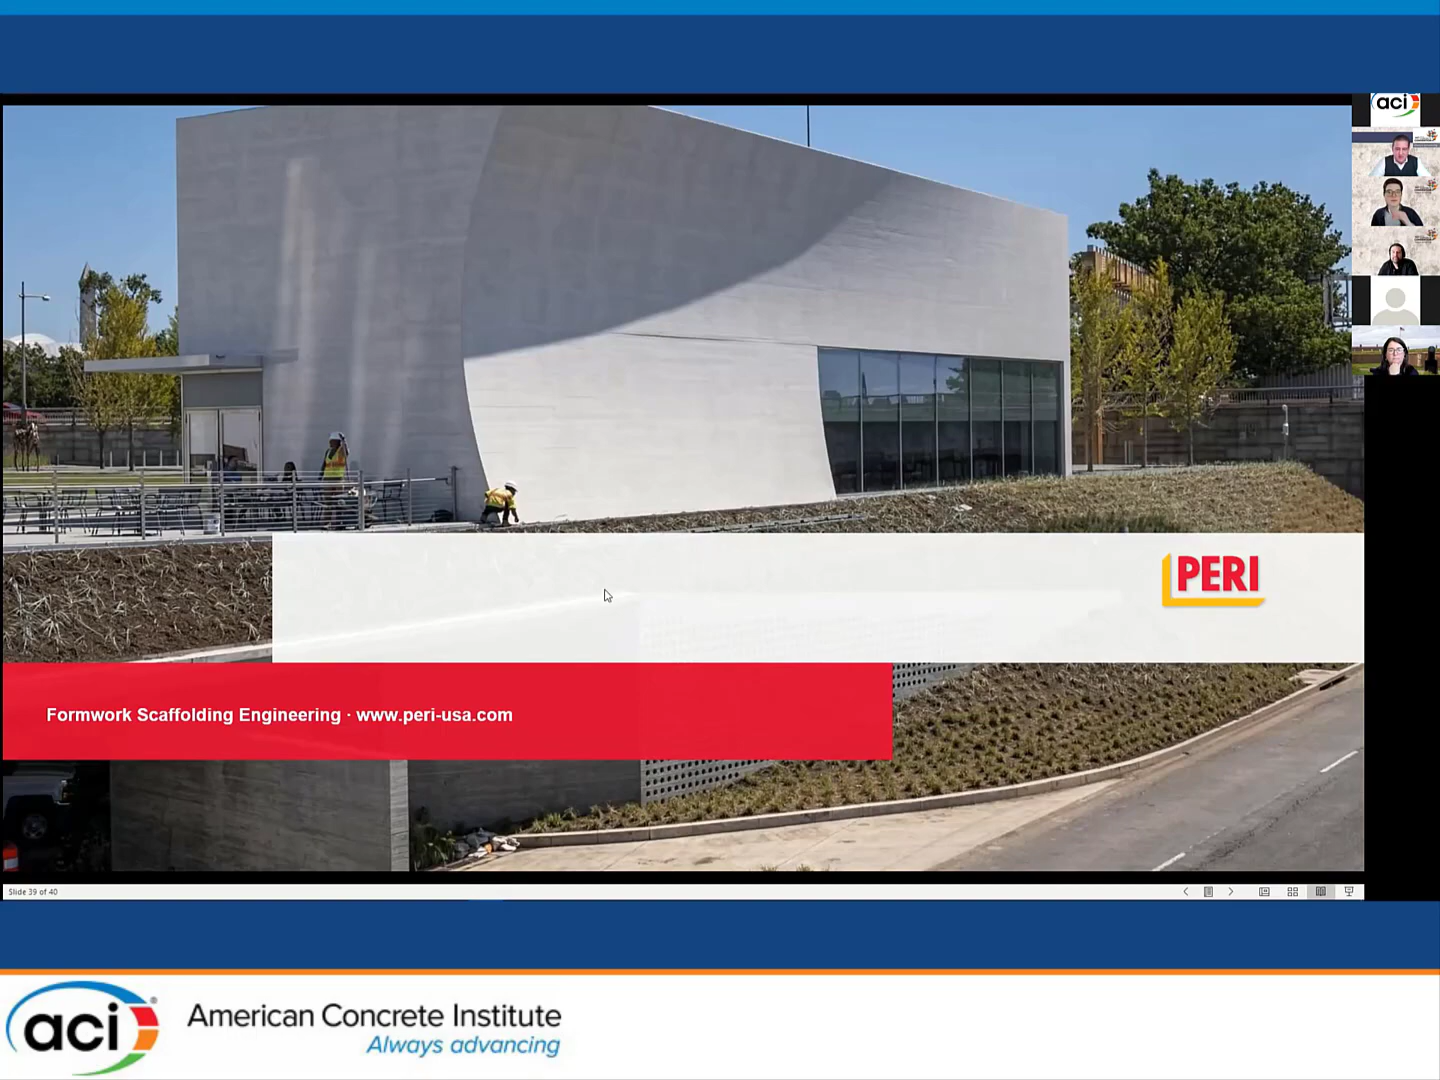 aci
PERI
Formwork Scaffolding Engineering · www.peri-usa.com
Slide 39 of 40
aci®
American Concrete Institute
Always advancing